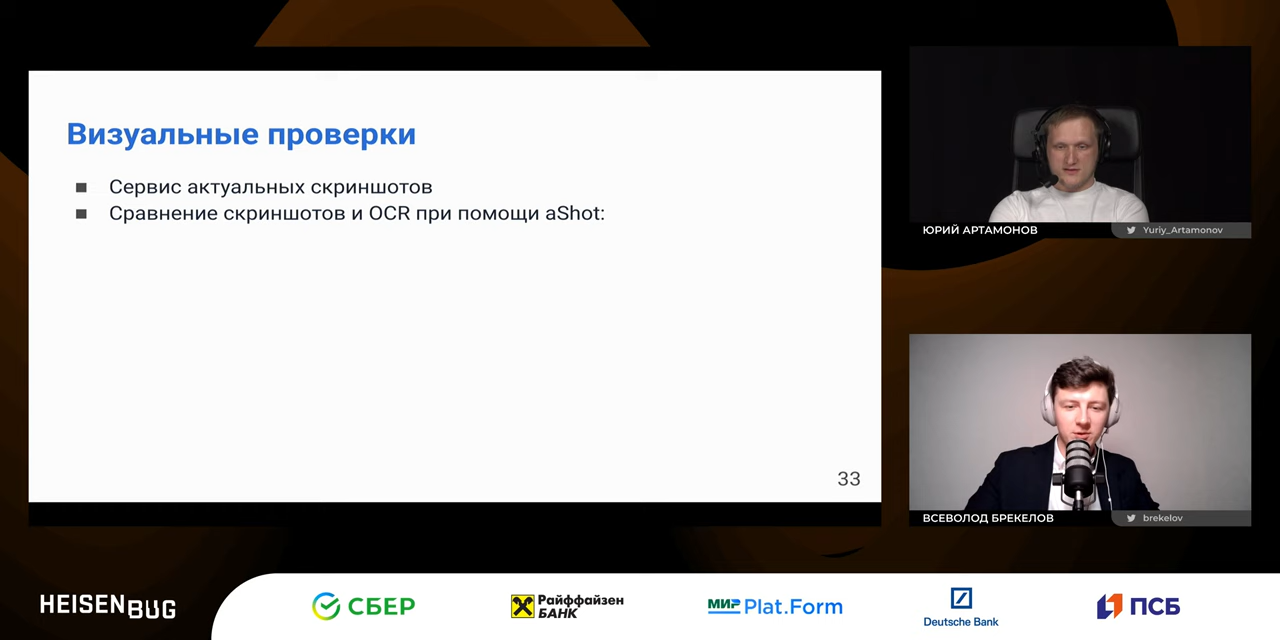 Визуальные проверки
Сервис актуальных скриншотов
Сравнение скриншотов и OCR при помощи aShot:
33
ЮРИЙ АРТАМОНОВ
Yuriy_Artamonov
ВСЕВОЛОД БРЕКЕЛОВ
brekelov
HEISENBUG
СБЕР
Райффайзен
БАНК
МИР Plat.Form
Deutsche Bank
ПСБ